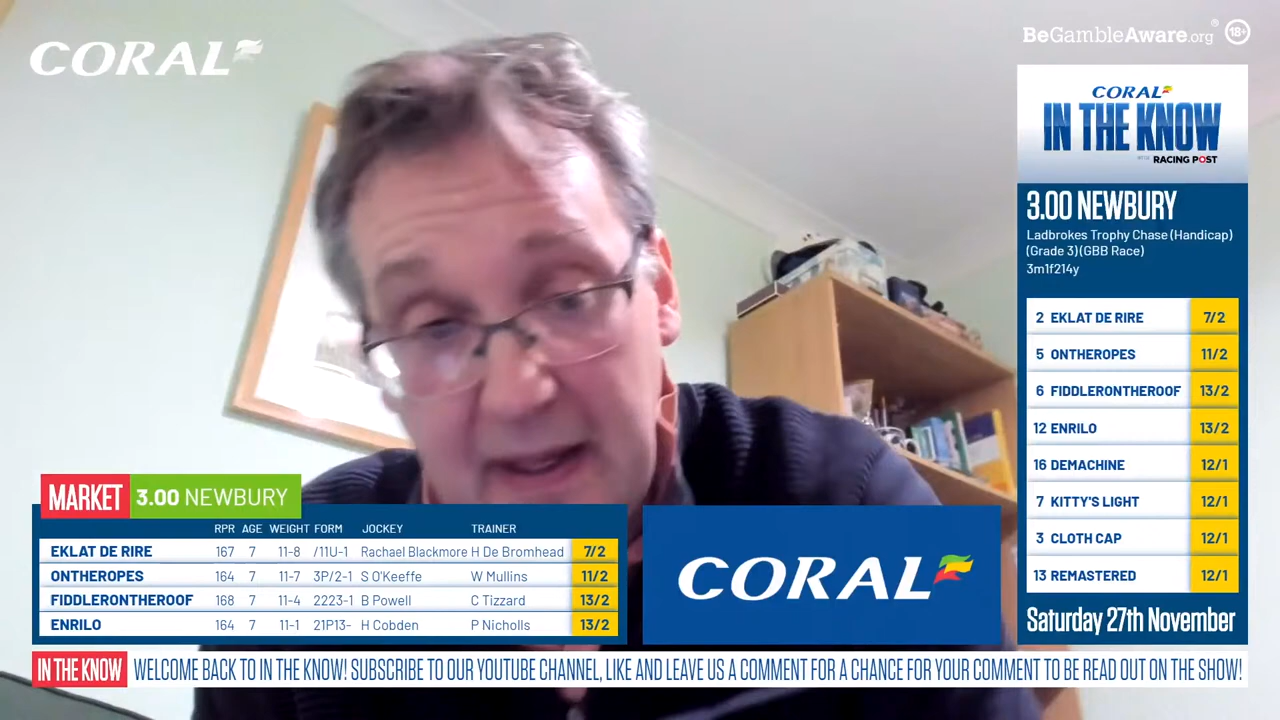 CORAL
BeGambleAware.org® 18+
CORAL
IN THE KNOW
WITH RACING POST
3.00 NEWBURY
Ladbrokes Trophy Chase (Handicap)
(Grade 3)(GBB Race)
3m1f214y
2 EKLAT DE RIRE 7/2
5 ONTHEROPES 11/2
6 FIDDLERONTHEROOF 13/2
12 ENRILO 13/2
16 DEMACHINE 12/1
7 KITTY'S LIGHT 12/1
3 CLOTH CAP 12/1
13 REMASTERED 12/1
Saturday 27th November
MARKET 3.00 NEWBURY
RPR AGE WEIGHT FORM JOCKEY TRAINER
EKLAT DE RIRE 167 7 11-8 /11U-1 Rachael Blackmore H De Bromhead 7/2
ONTHEROPES 164 7 11-7 3P/2-1 S O'Keeffe W Mullins 11/2
FIDDLERONTHEROOF 168 7 11-4 2223-1 B Powell C Tizzard 13/2
ENRILO 164 7 11-1 21P13- H Cobden P Nicholls 13/2
CORAL
IN THE KNOW WELCOME BACK TO IN THE KNOW! SUBSCRIBE TO OUR YOUTUBE CHANNEL, LIKE AND LEAVE US A COMMENT FOR A CHANCE FOR YOUR COMMENT TO BE READ OUT ON THE SHOW!